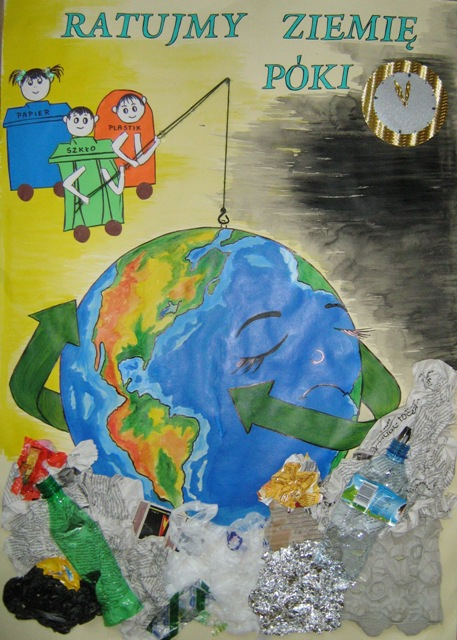 RATUJMY ZIEMIĘ
PÓKI
PAPIER
PLASTIK
SZKŁO